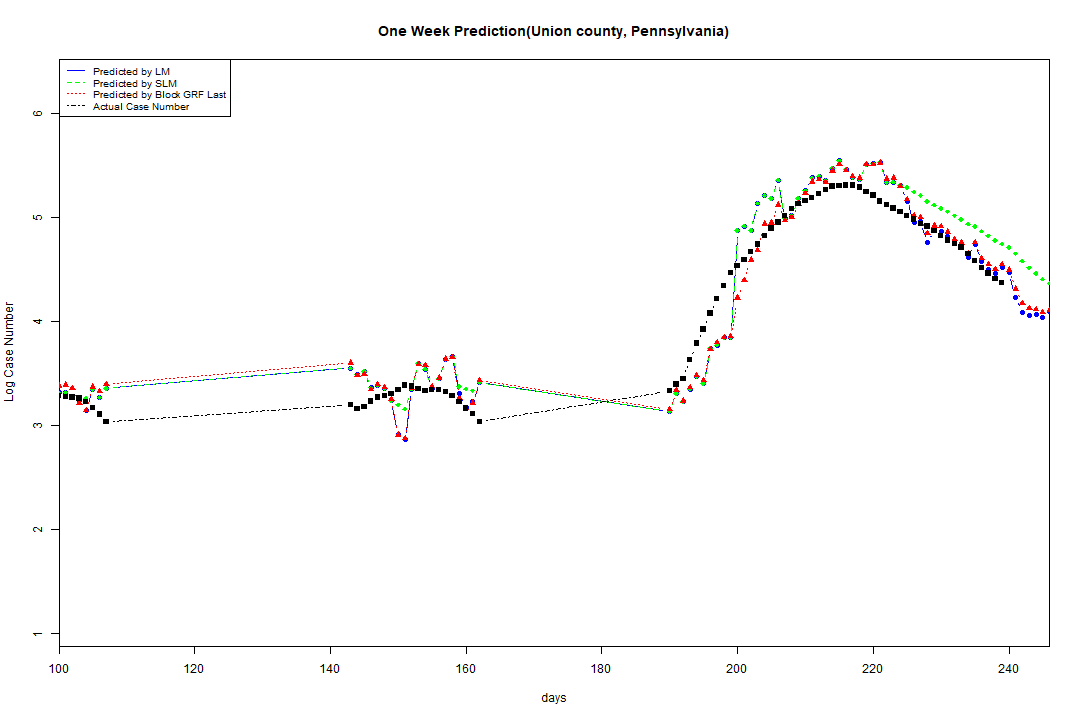 One Week Prediction(Union county, Pennsylvania)
Predicted by LM
Predicted by SLM
Predicted by Block GRF Last
Actual Case Number
6
5
4
3
2
1
Log Case Number
100 120 140 160 180 200 220 240
days